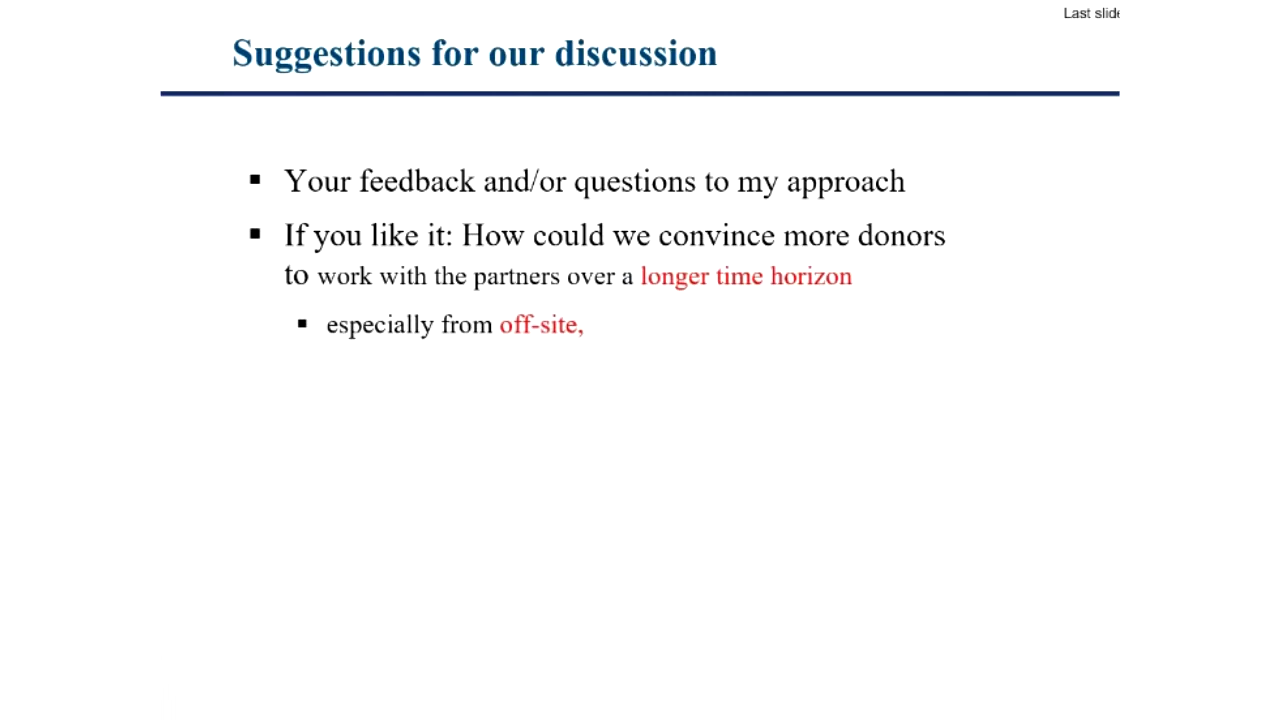 Last slide
Suggestions for our discussion
▪ Your feedback and/or questions to my approach
▪ If you like it: How could we convince more donors
to work with the partners over a longer time horizon
▪ especially from off-site,